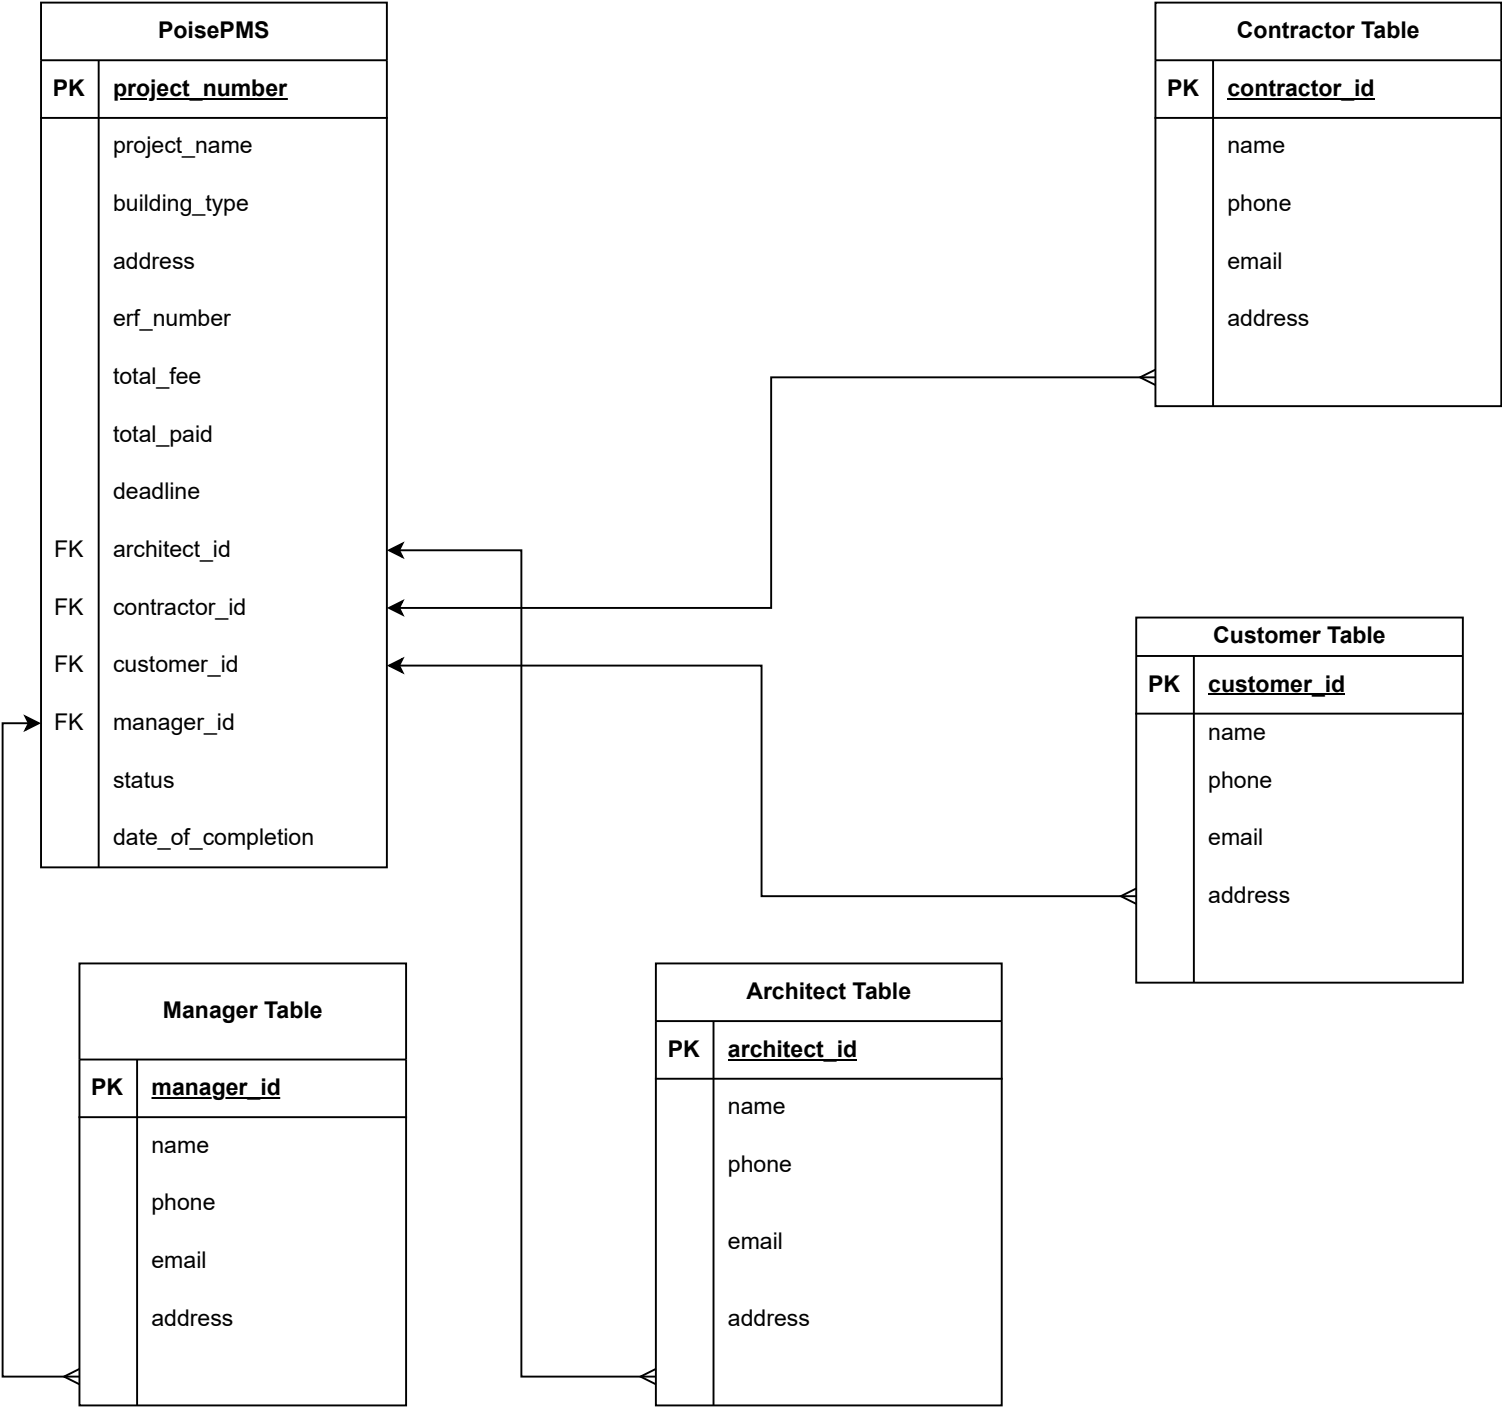 PoisePMS
PK project_number
project_name
building_type
address
erf_number
total_fee
total_paid
deadline
FK architect_id
FK contractor_id
FK customer_id
FK manager_id
status
date_of_completion
Contractor Table
PK contractor_id
name
phone
email
address
Customer Table
PK customer_id
name
phone
email
address
Manager Table
PK manager_id
name
phone
email
address
Architect Table
PK architect_id
name
phone
email
address